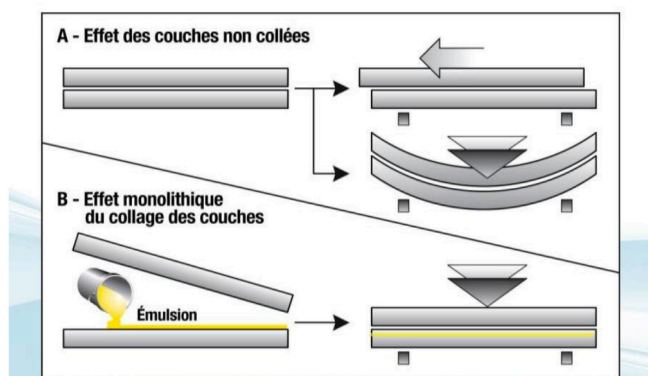 A - Effet des couches non collées
B - Effet monolithique
du collage des couches
Émulsion